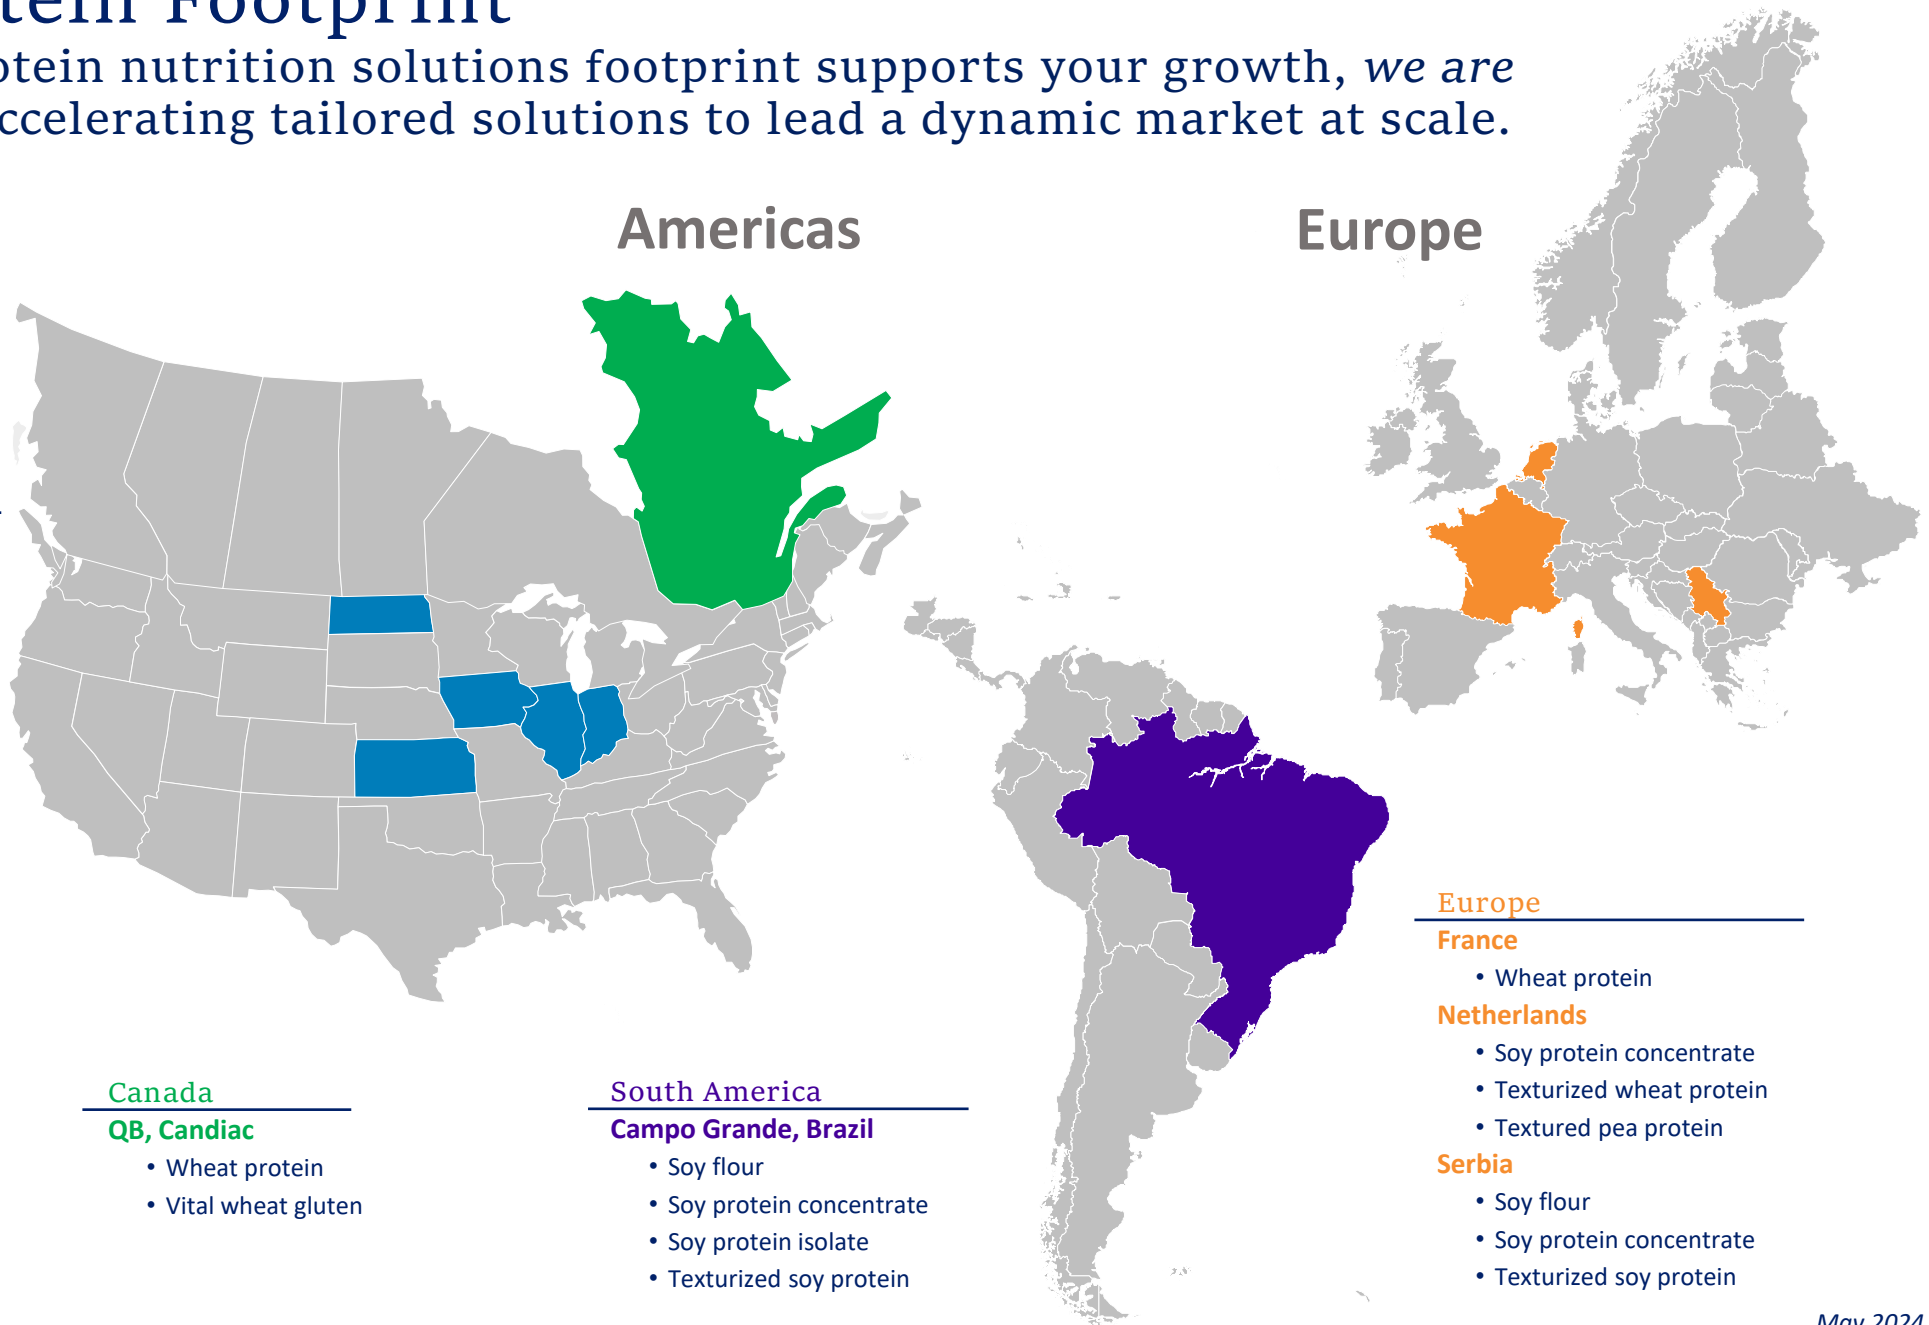 Footprint
nutrition solutions footprint supports your growth, we are
tailored solutions to lead a dynamic market at scale.
Americas
Europe
Canada
QB, Candiac
• Wheat protein
• Vital wheat gluten
South America
Campo Grande, Brazil
• Soy flour
• Soy protein concentrate
• Soy protein isolate
• Texturized soy protein
Europe
France
• Wheat protein
Netherlands
• Soy protein concentrate
• Texturized wheat protein
• Textured pea protein
Serbia
• Soy flour
• Soy protein concentrate
• Texturized soy protein
May 2024